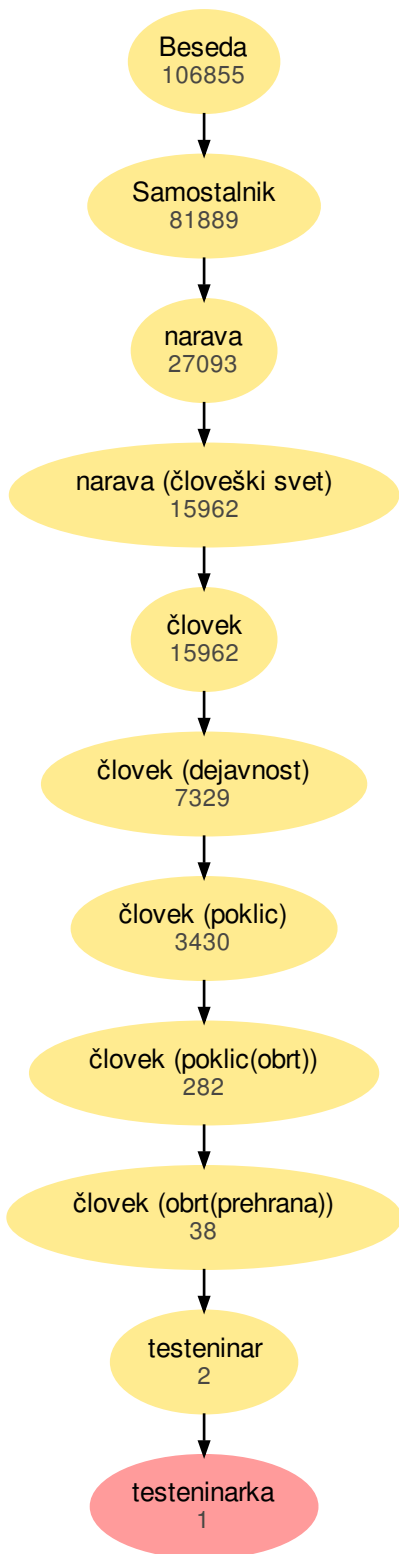 Beseda
106855
Samostalnik
81889
narava
27093
narava (človeški svet)
15962
človek
15962
človek (dejavnost)
7329
človek (poklic)
3430
človek (poklic(obrt))
282
človek (obrt(prehrana))
38
testeninar
2
testeninarka
1